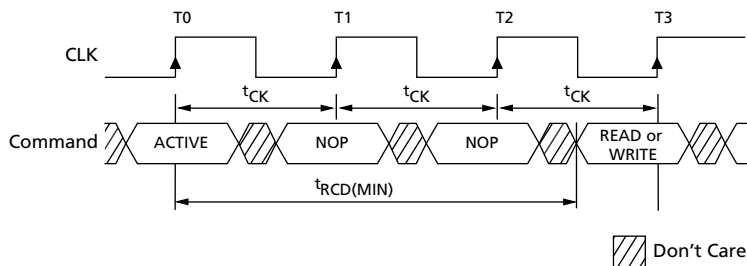 T0 T1 T2 T3
CLK
tCK tCK tCK
Command ACTIVE NOP NOP READ or
WRITE
tRCD(MIN)
Don't Care